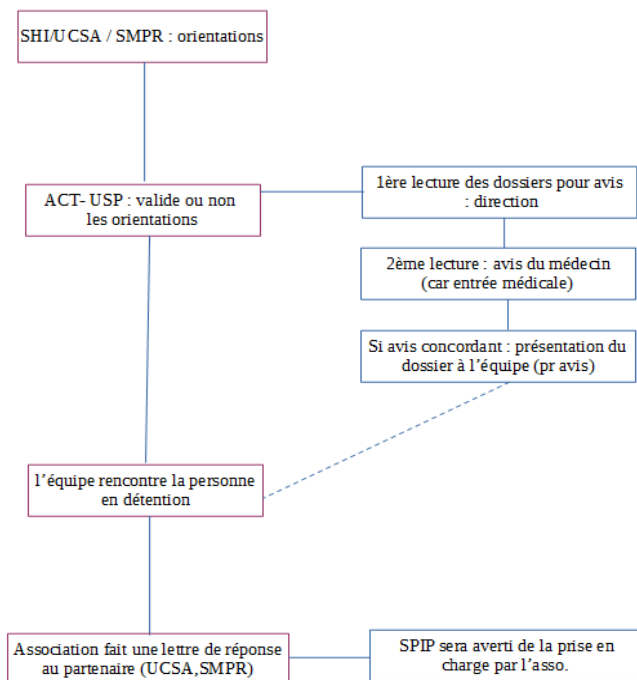 SHI/UCSA / SMPR : orientations
ACT- USP : valide ou non
les orientations
1ère lecture des dossiers pour avis
: direction
2ème lecture : avis du médecin
(car entrée médicale)
Si avis concordant : présentation du
dossier à l'équipe (pr avis)
l'équipe rencontre la personne
en détention
Association fait une lettre de réponse
au partenaire (UCSA,SMPR)
SPIP sera averti de la prise en
charge par l'asso.